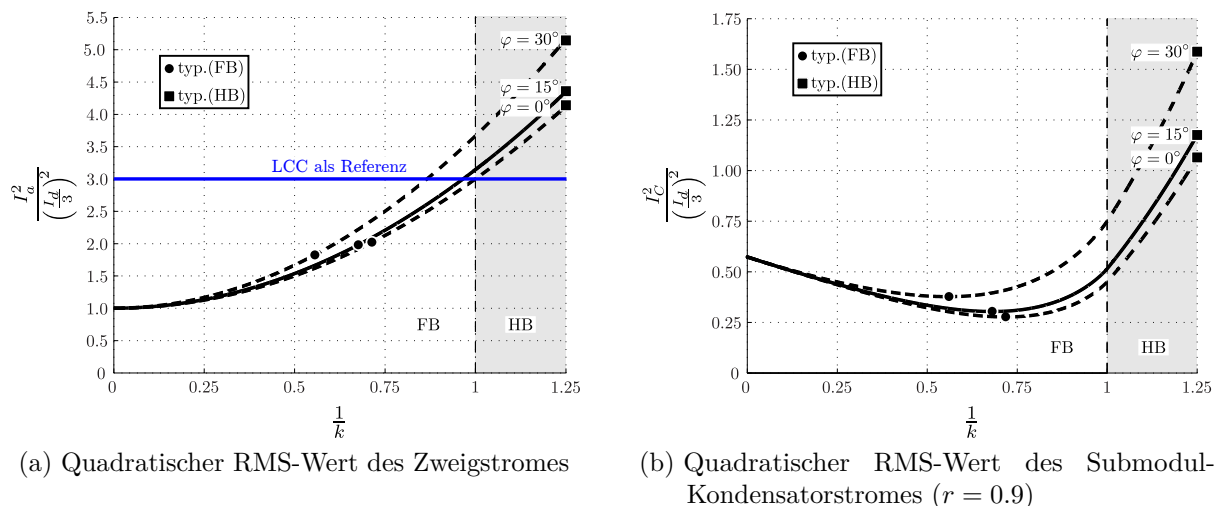 5.5
5.0
4.5
4.0
3.5
3.0
2.5
2.0
1.5
1.0
0.5
0
I_a^2 / (I_d/3)^2
typ.(FB)
typ.(HB)
LCC als Referenz
φ = 30°
φ = 15°
φ = 0°
FB
HB
0 0.25 0.5 0.75 1 1.25
1/k
(a) Quadratischer RMS-Wert des Zweigstromes
1.75
1.50
1.25
1.00
0.75
0.50
0.25
0
I_C^2 / (I_d/3)^2
typ.(FB)
typ.(HB)
φ = 30°
φ = 15°
φ = 0°
FB
HB
0 0.25 0.5 0.75 1 1.25
1/k
(b) Quadratischer RMS-Wert des Submodul-
Kondensatorstromes (r = 0.9)